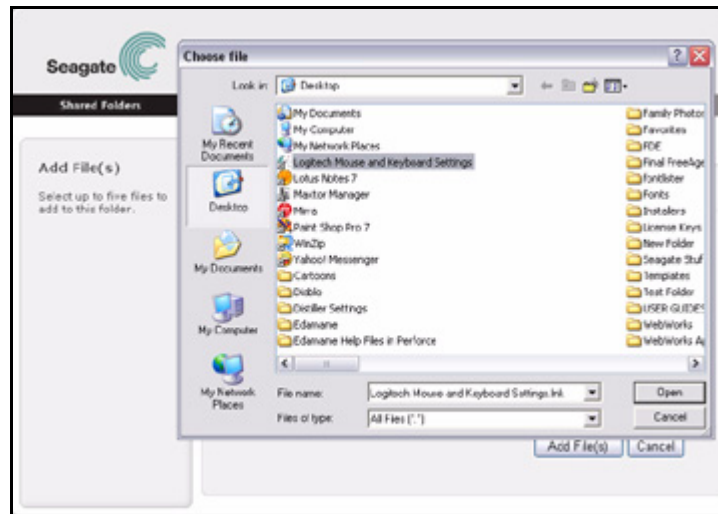 Seagate
Shared Folders
Add File(s)
Select up to five files to
add to this folder.
Choose file
Look in:
Desktop
My Recent
Documents
Desktop
My Documents
My Computer
My Network
Places
My Documents
My Computer
My Network Places
Logitech Mouse and Keyboard Settings
Lotus Notes 7
Maxtor Manager
Mirra
Paint Shop Pro 7
WinZip
Yahoo! Messenger
Cartoons
Diablo
Distiller Settings
Edamane
Edamane Help Files in Perforce
Family Photos
Favorites
FDE
Final FreeAge
fontlister
Fonts
Instalers
License Keys
New Folder
Seagate Stuf
Templates
Test Folder
USER GUIDES
WebWorks
WebWorks A
File name:
Logitech Mouse and Keyboard Settings.lnk
Open
Files of type:
All Files (*.*)
Cancel
Add File(s)
Cancel